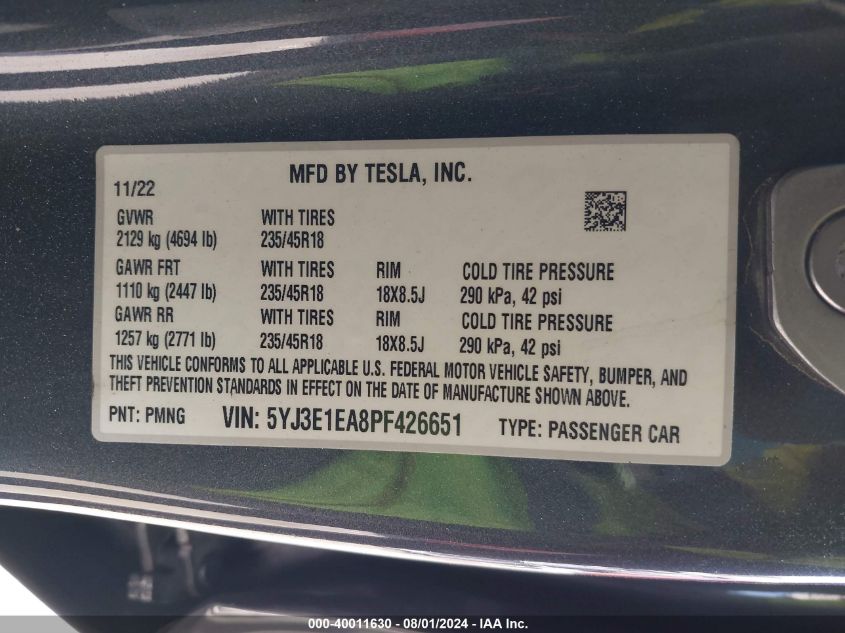 MFD BY TESLA, INC.
11/22
GVWR WITH TIRES
2129 kg (4694 lb) 235/45R18
GAWR FRT WITH TIRES RIM COLD TIRE PRESSURE
1110 kg (2447 lb) 235/45R18 18X8.5J 290 kPa, 42 psi
GAWR RR WITH TIRES RIM COLD TIRE PRESSURE
1257 kg (2771 lb) 235/45R18 18X8.5J 290 kPa, 42 psi
THIS VEHICLE CONFORMS TO ALL APPLICABLE U.S. FEDERAL MOTOR VEHICLE SAFETY, BUMPER, AND
THEFT PREVENTION STANDARDS IN EFFECT ON THE DATE OF MANUFACTURE SHOWN ABOVE.
PNT: PMNG VIN: 5YJ3E1EA8PF426651 TYPE: PASSENGER CAR
000-40011630 - 08/01/2024 - IAA Inc.